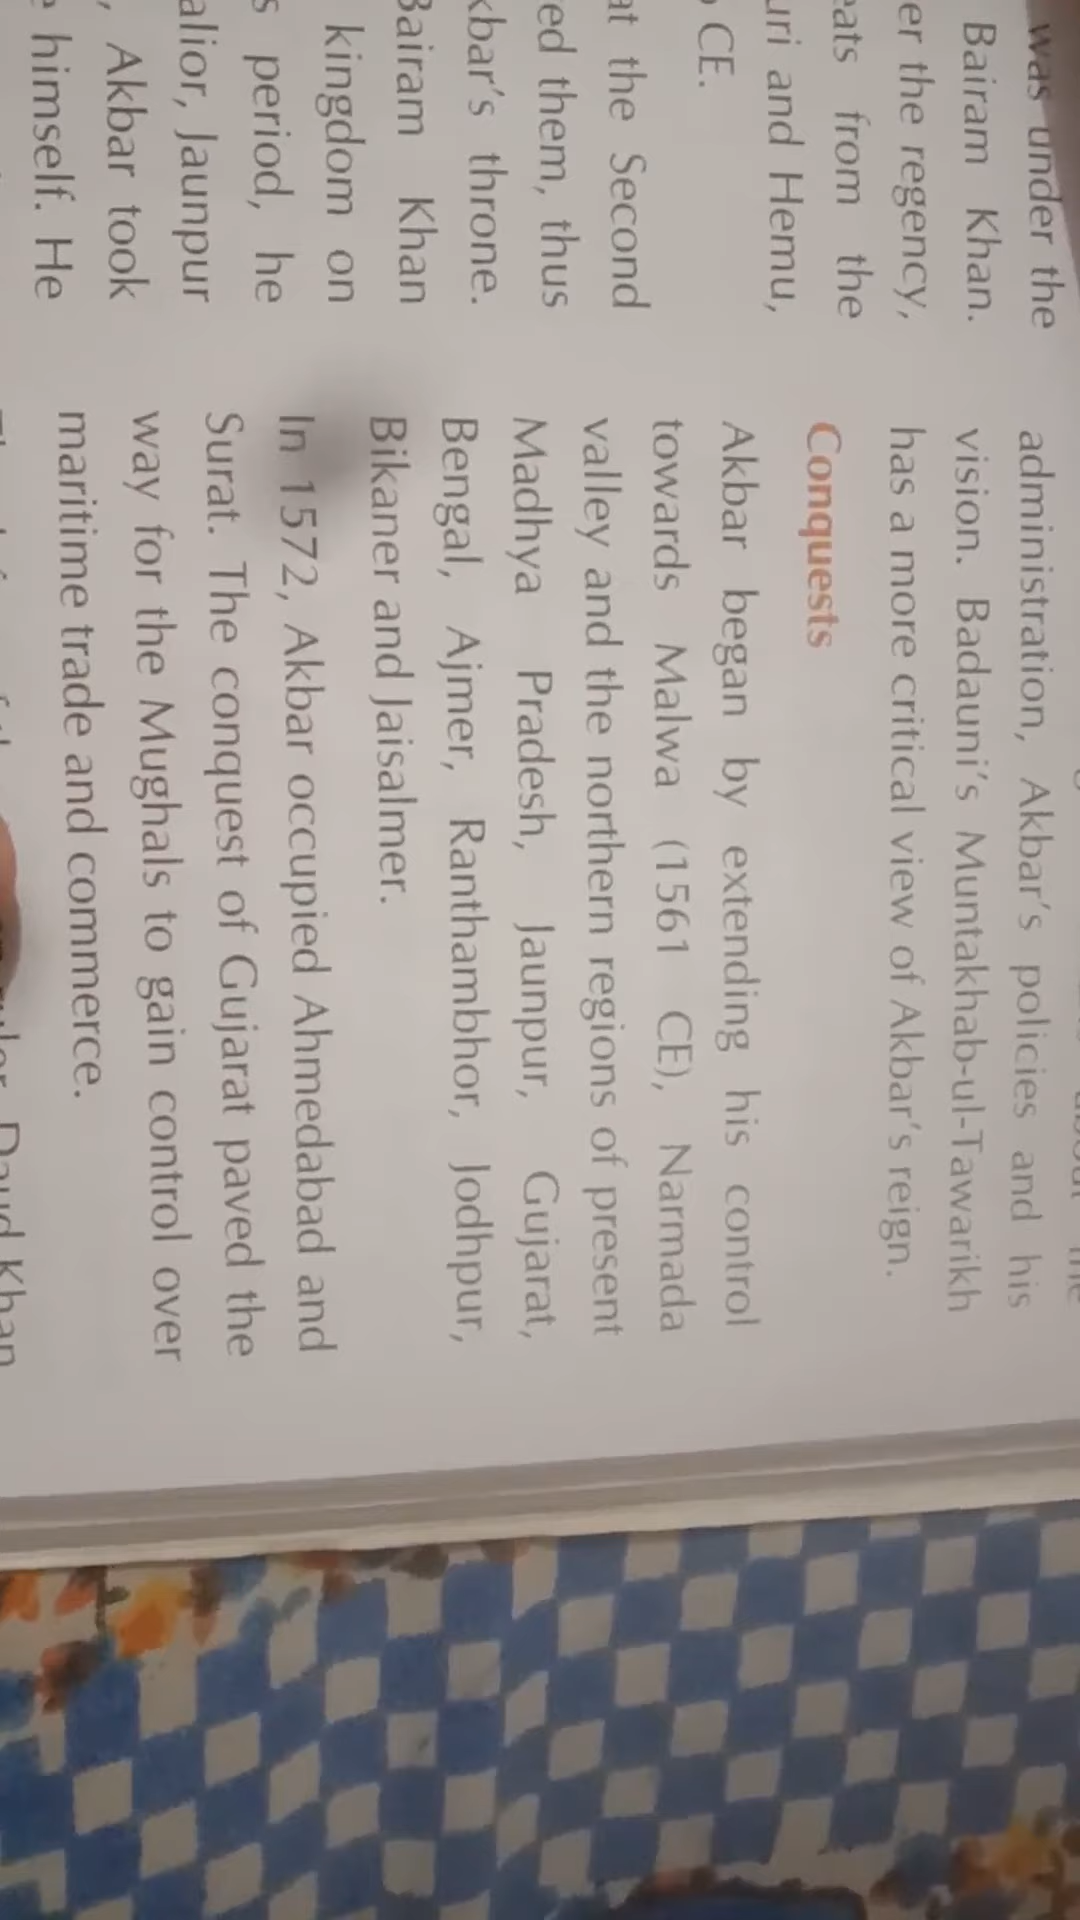 was under the
Bairam Khan.
er the regency,
eats from the
uri and Hemu,
CE.
at the Second
ed them, thus
kbar's throne.
Bairam Khan
kingdom on
s period, he
alior, Jaunpur
, Akbar took
e himself. He
administration, Akbar's policies and his
vision. Badauni's Muntakhab-ul-Tawarikh
has a more critical view of Akbar's reign.
Conquests
Akbar began by extending his control
towards Malwa (1561 CE), Narmada
valley and the northern regions of present
Madhya Pradesh, Jaunpur, Gujarat,
Bengal, Ajmer, Ranthambhor, Jodhpur,
Bikaner and Jaisalmer.
In 1572, Akbar occupied Ahmedabad and
Surat. The conquest of Gujarat paved the
way for the Mughals to gain control over
maritime trade and commerce.
Daud Khan